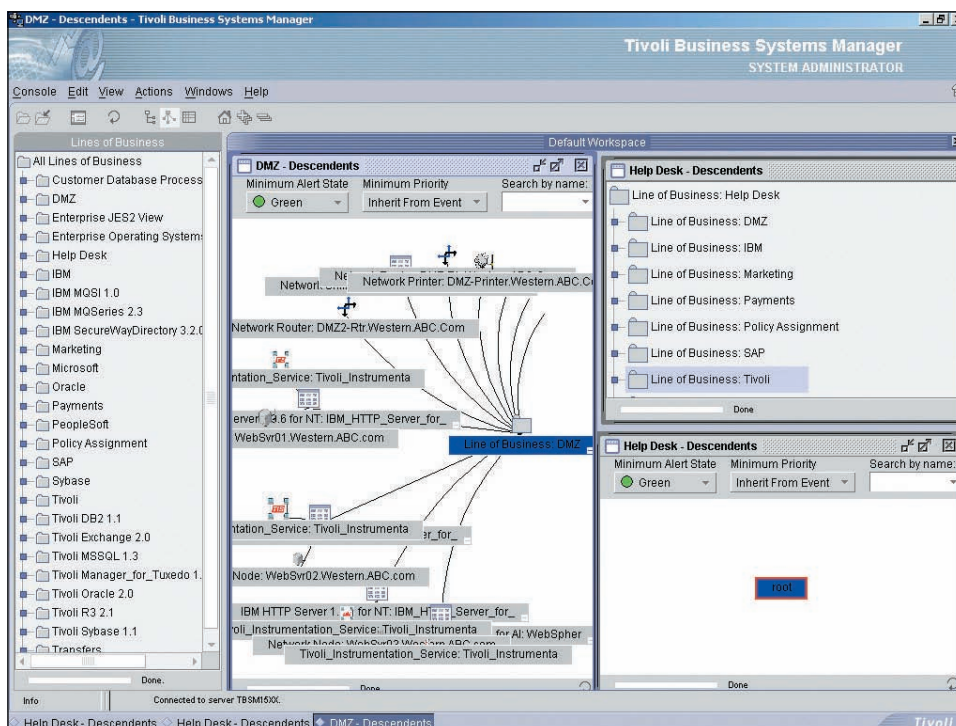 DMZ - Descendents - Tivoli Business Systems Manager
Tivoli Business Systems Manager
SYSTEM ADMINISTRATOR
Console Edit View Actions Windows Help
Lines of Business
All Lines of Business
Customer Database Process
DMZ
Enterprise JES2 View
Enterprise Operating System
Help Desk
IBM
IBM MQSI 1.0
IBM MQSeries 2.3
IBM SecureWayDirectory 3.2.0
Marketing
Microsoft
Oracle
Payments
PeopleSoft
Policy Assignment
SAP
Sybase
Tivoli
Tivoli DB2 1.1
Tivoli Exchange 2.0
Tivoli MSSQL 1.3
Tivoli Manager_for_Tuxedo 1.
Tivoli Oracle 2.0
Tivoli R3 2.1
Tivoli Sybase 1.1
Transfers
Done.
Default Workspace
DMZ - Descendents
Minimum Alert State Minimum Priority Search by name:
Green Inherit From Event
Network Printer: DMZ-Printer.Western.ABC.Co
Network Router: DMZ2-Rtr.Western.ABC.Com
ntation_Service: Tivoli_Instrumenta
for NT: IBM_HTTP_Server_for_
WebSvr01.Western.ABC.com
Line of Business: DMZ
ntation_Service: Tivoli_Instrumenta
er_for_
Node: WebSvr02.Western.ABC.com
IBM HTTP Server 1 for NT: IBM_HTTP_Server_for_
voli_Instrumentation_Service: Tivoli_Instrumenta
for AI: WebSpher
Tivoli_Instrumentation_Service: Tivoli_Instrumenta
Done
Help Desk - Descendents
Line of Business: Help Desk
Line of Business: DMZ
Line of Business: IBM
Line of Business: Marketing
Line of Business: Payments
Line of Business: Policy Assignment
Line of Business: SAP
Line of Business: Tivoli
Done
Help Desk - Descendents
Minimum Alert State Minimum Priority Search by name:
Green Inherit From Event
root
Done
Info Connected to server TBSM15XX.
Help Desk - Descendents Help Desk - Descendents DMZ - Descendents
Tivoli